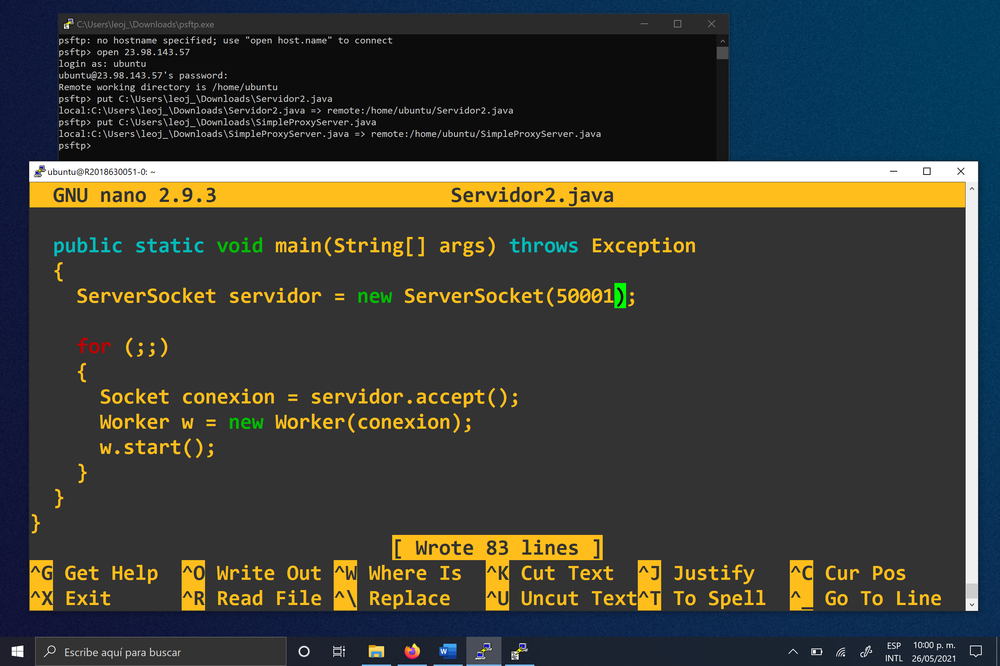 C:\Users\leoj_\Downloads\psftp.exe
psftp: no hostname specified; use "open host.name" to connect
psftp> open 23.98.143.57
login as: ubuntu
ubuntu@23.98.143.57's password:
Remote working directory is /home/ubuntu
psftp> put C:\Users\leoj_\Downloads\Servidor2.java
local:C:\Users\leoj_\Downloads\Servidor2.java => remote:/home/ubuntu/Servidor2.java
psftp> put C:\Users\leoj_\Downloads\SimpleProxyServer.java
local:C:\Users\leoj_\Downloads\SimpleProxyServer.java => remote:/home/ubuntu/SimpleProxyServer.java
psftp>
ubuntu@R2018630051-0: ~
GNU nano 2.9.3 Servidor2.java
public static void main(String[] args) throws Exception
{
ServerSocket servidor = new ServerSocket(50001);
for (;;)
{
Socket conexion = servidor.accept();
Worker w = new Worker(conexion);
w.start();
}
}
}
[ Wrote 83 lines ]
^G Get Help ^O Write Out ^W Where Is ^K Cut Text ^J Justify ^C Cur Pos
^X Exit ^R Read File ^\ Replace ^U Uncut Text ^T To Spell ^_ Go To Line
Escribe aquí para buscar
W
ESP
INTL
10:00 p. m.
26/05/2021